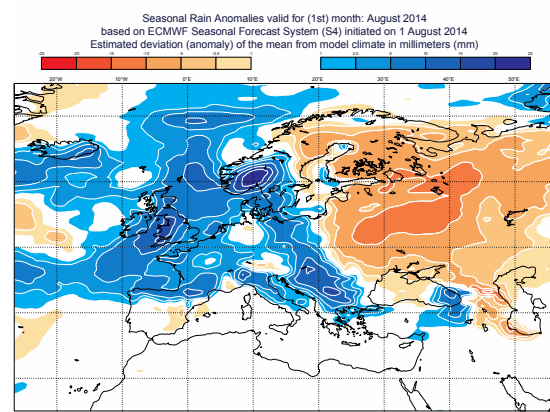 Seasonal Rain Anomalies valid for (1st) month: August 2014
based on ECMWF Seasonal Forecast System (S4) initiated on 1 August 2014
Estimated deviation (anomaly) of the mean from model climate in millimeters (mm)
20°W 10°W 0°E 10°E 20°E 30°E 40°E 50°E